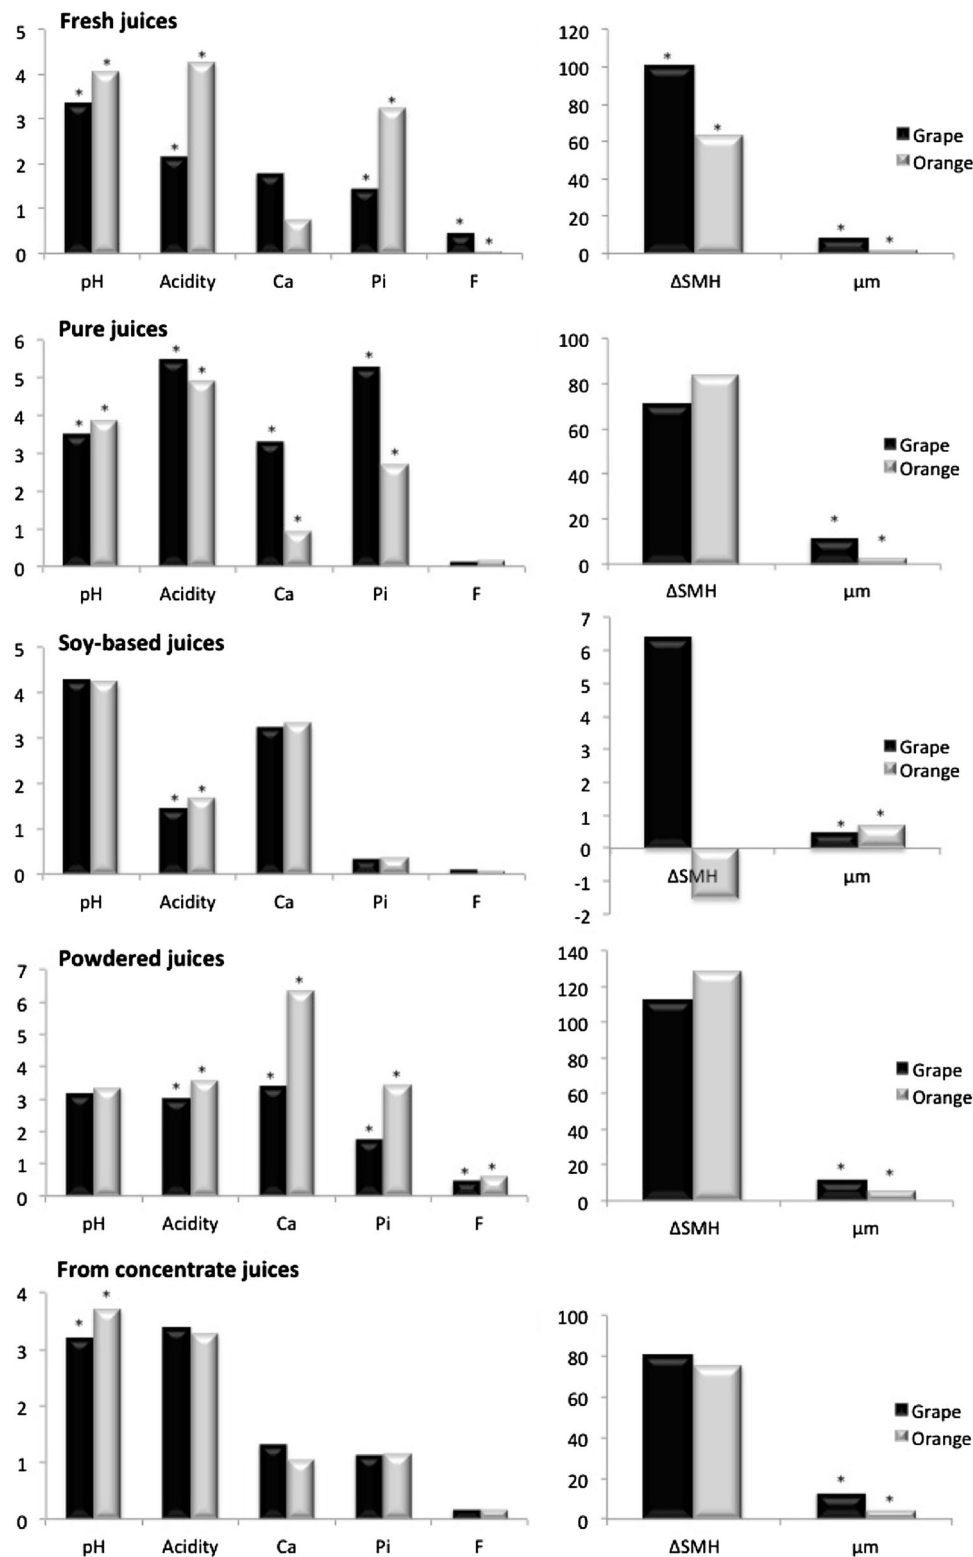 Fresh juices
5
4
3
2
1
0
* * * * * * * *
pH Acidity Ca Pi F
120
100
80
60
40
20
0
* * * *
ΔSMH µm
Grape
Orange
Pure juices
6
5
4
3
2
1
0
* * * * * * * *
pH Acidity Ca Pi F
100
80
60
40
20
0
* *
ΔSMH µm
Grape
Orange
Soy-based juices
5
4
3
2
1
0
* *
pH Acidity Ca Pi F
7
6
5
4
3
2
1
0
-1
-2
* *
ΔSMH µm
Grape
Orange
Powdered juices
7
6
5
4
3
2
1
0
* * * * * * * *
pH Acidity Ca Pi F
140
120
100
80
60
40
20
0
* *
ΔSMH µm
Grape
Orange
From concentrate juices
4
3
2
1
0
* *
pH Acidity Ca Pi F
100
80
60
40
20
0
* *
ΔSMH µm
Grape
Orange